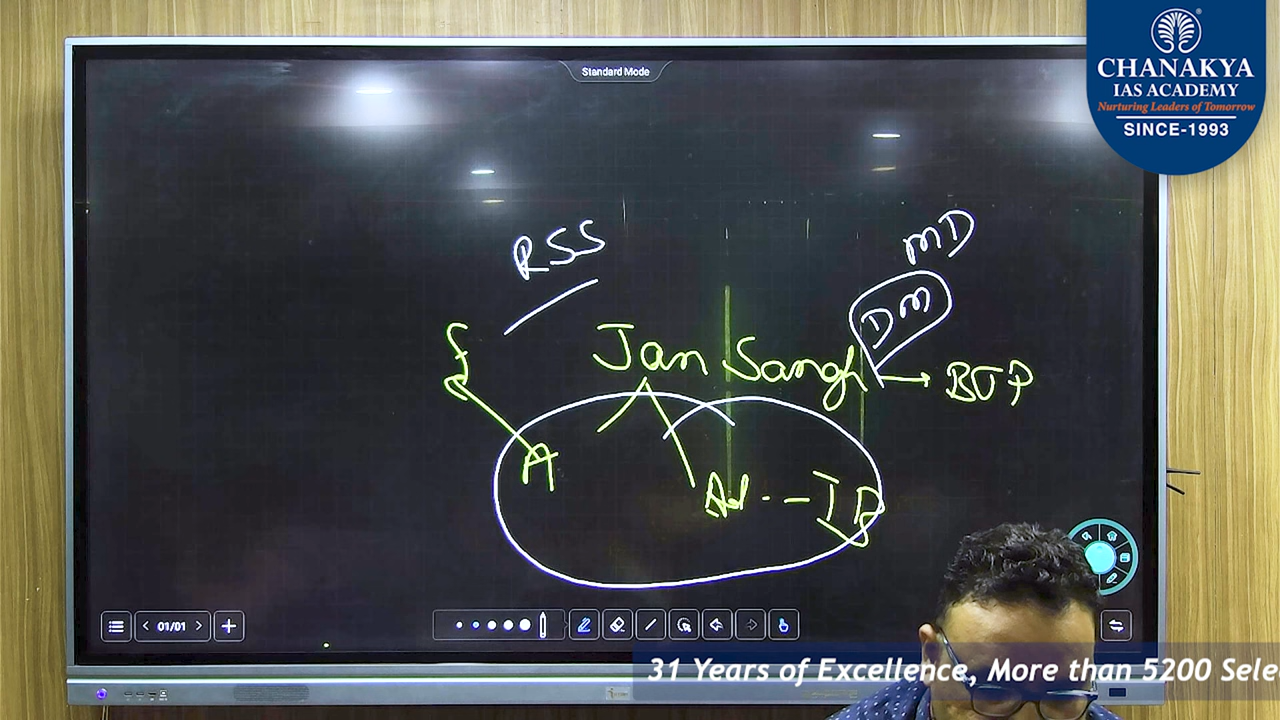 Standard Mode
CHANAKYA
IAS ACADEMY
Nurturing Leaders of Tomorrow
SINCE-1993
MD
RSS
DM
f
Jan Sangh → BJP
A
Ad.. - I R
01/01
31 Years of Excellence, More than 5200 Sele